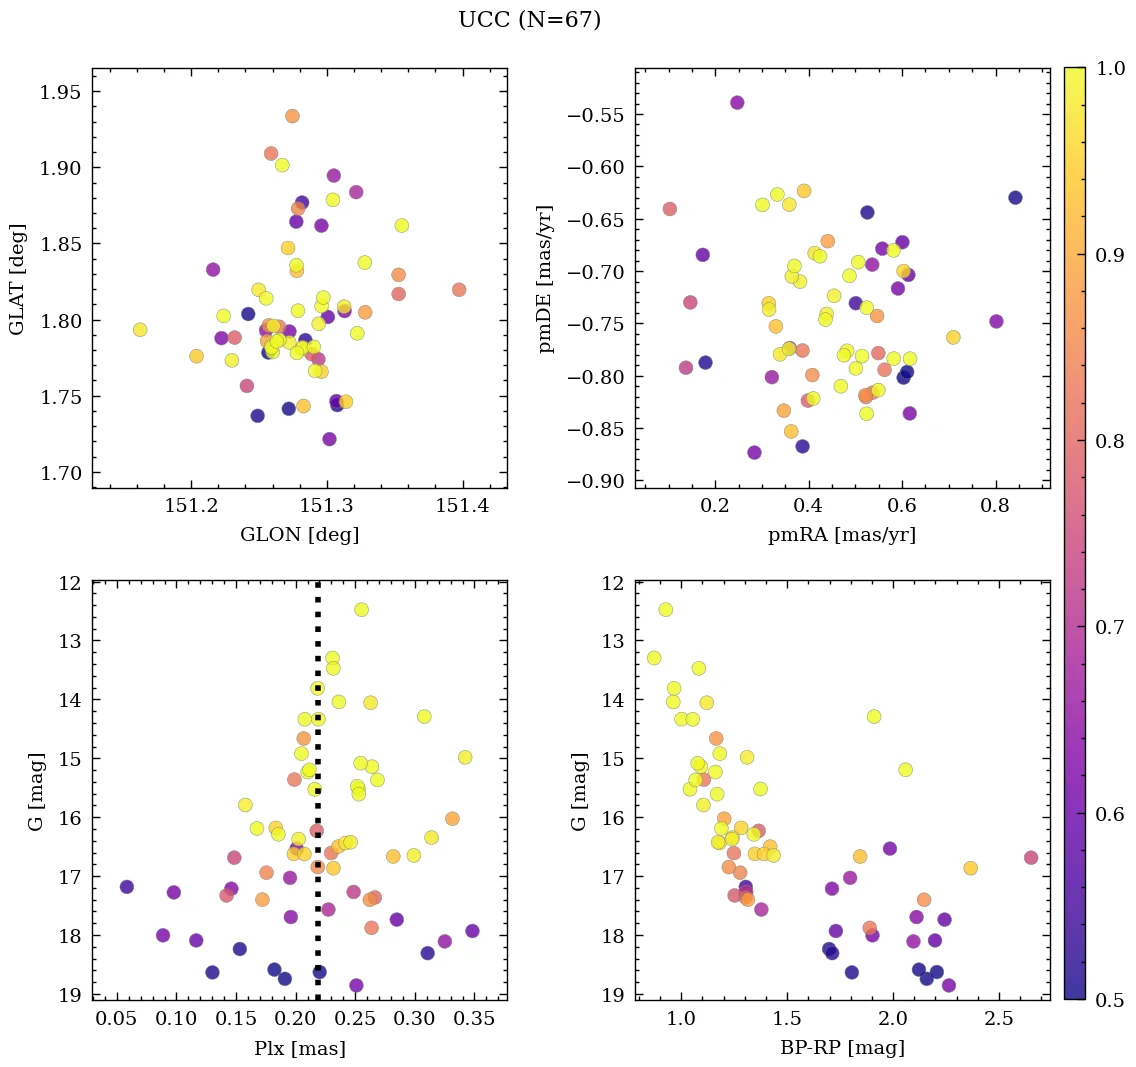 UCC (N=67)
1.95
1.90
1.85
1.80
1.75
1.70
GLAT [deg]
151.2 151.3 151.4
GLON [deg]
−0.55
−0.60
−0.65
−0.70
−0.75
−0.80
−0.85
−0.90
pmDE [mas/yr]
0.2 0.4 0.6 0.8
pmRA [mas/yr]
1.0
0.9
0.8
0.7
0.6
0.5
12
13
14
15
16
17
18
19
G [mag]
0.05 0.10 0.15 0.20 0.25 0.30 0.35
Plx [mas]
12
13
14
15
16
17
18
19
G [mag]
1.0 1.5 2.0 2.5
BP-RP [mag]